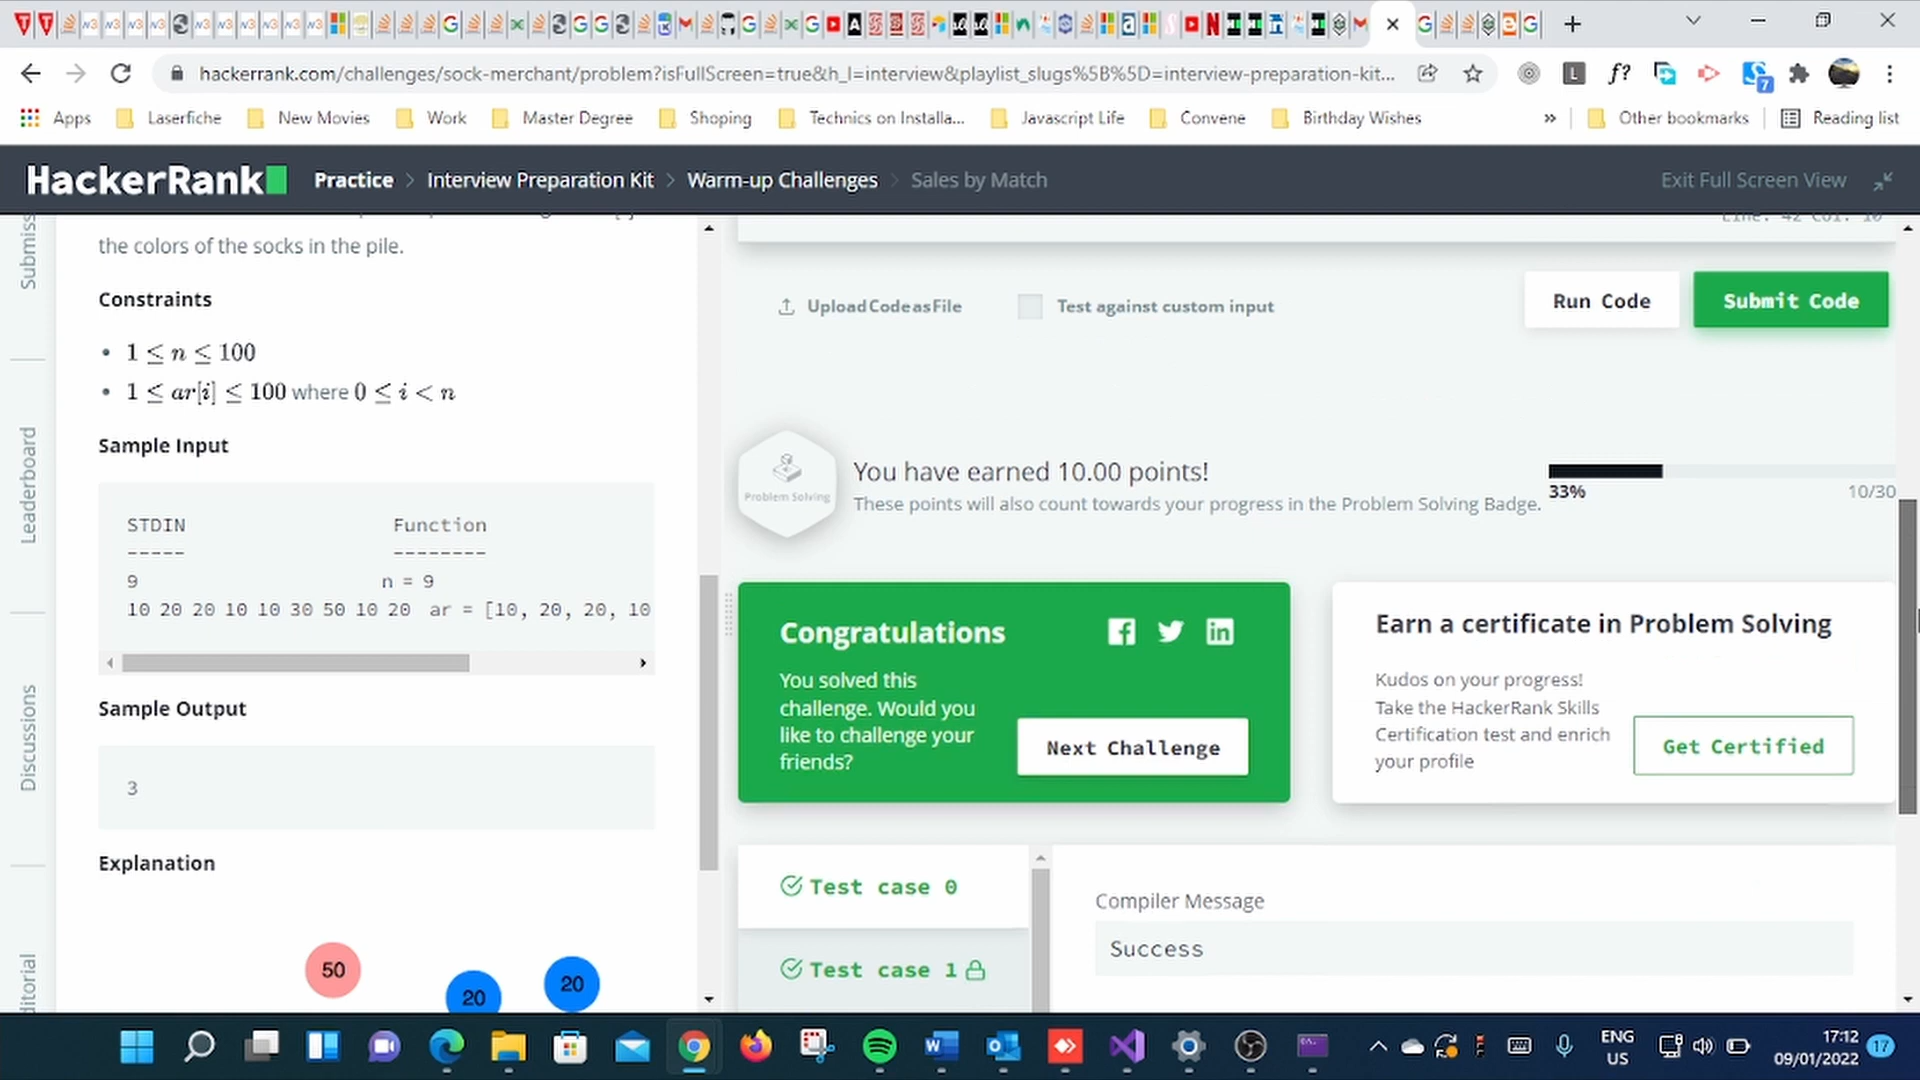 hackerrank.com/challenges/sock-merchant/problem?isFullScreen=true&h_l=interview&playlist_slugs%5B%5D=interview-preparation-kit...
Apps Laserfiche New Movies Work Master Degree Shoping Technics on Installa... Javascript Life Convene Birthday Wishes » Other bookmarks Reading list
HackerRank Practice > Interview Preparation Kit > Warm-up Challenges > Sales by Match Exit Full Screen View
Line: 42 Col: 10
the colors of the socks in the pile.
Constraints
1 ≤ n ≤ 100
1 ≤ ar[i] ≤ 100 where 0 ≤ i < n
Sample Input
STDIN Function
----- --------
9 n = 9
10 20 20 10 10 30 50 10 20 ar = [10, 20, 20, 10
Sample Output
3
Explanation
50
20
20
Submiss
Leaderboard
Discussions
ditorial
Upload Code as File Test against custom input Run Code Submit Code
Problem Solving
You have earned 10.00 points!
These points will also count towards your progress in the Problem Solving Badge.
33% 10/30
Congratulations
You solved this
challenge. Would you
like to challenge your
friends?
Next Challenge
Earn a certificate in Problem Solving
Kudos on your progress!
Take the HackerRank Skills
Certification test and enrich
your profile
Get Certified
Test case 0
Test case 1
Compiler Message
Success
ENG
US
17:12
09/01/2022
17